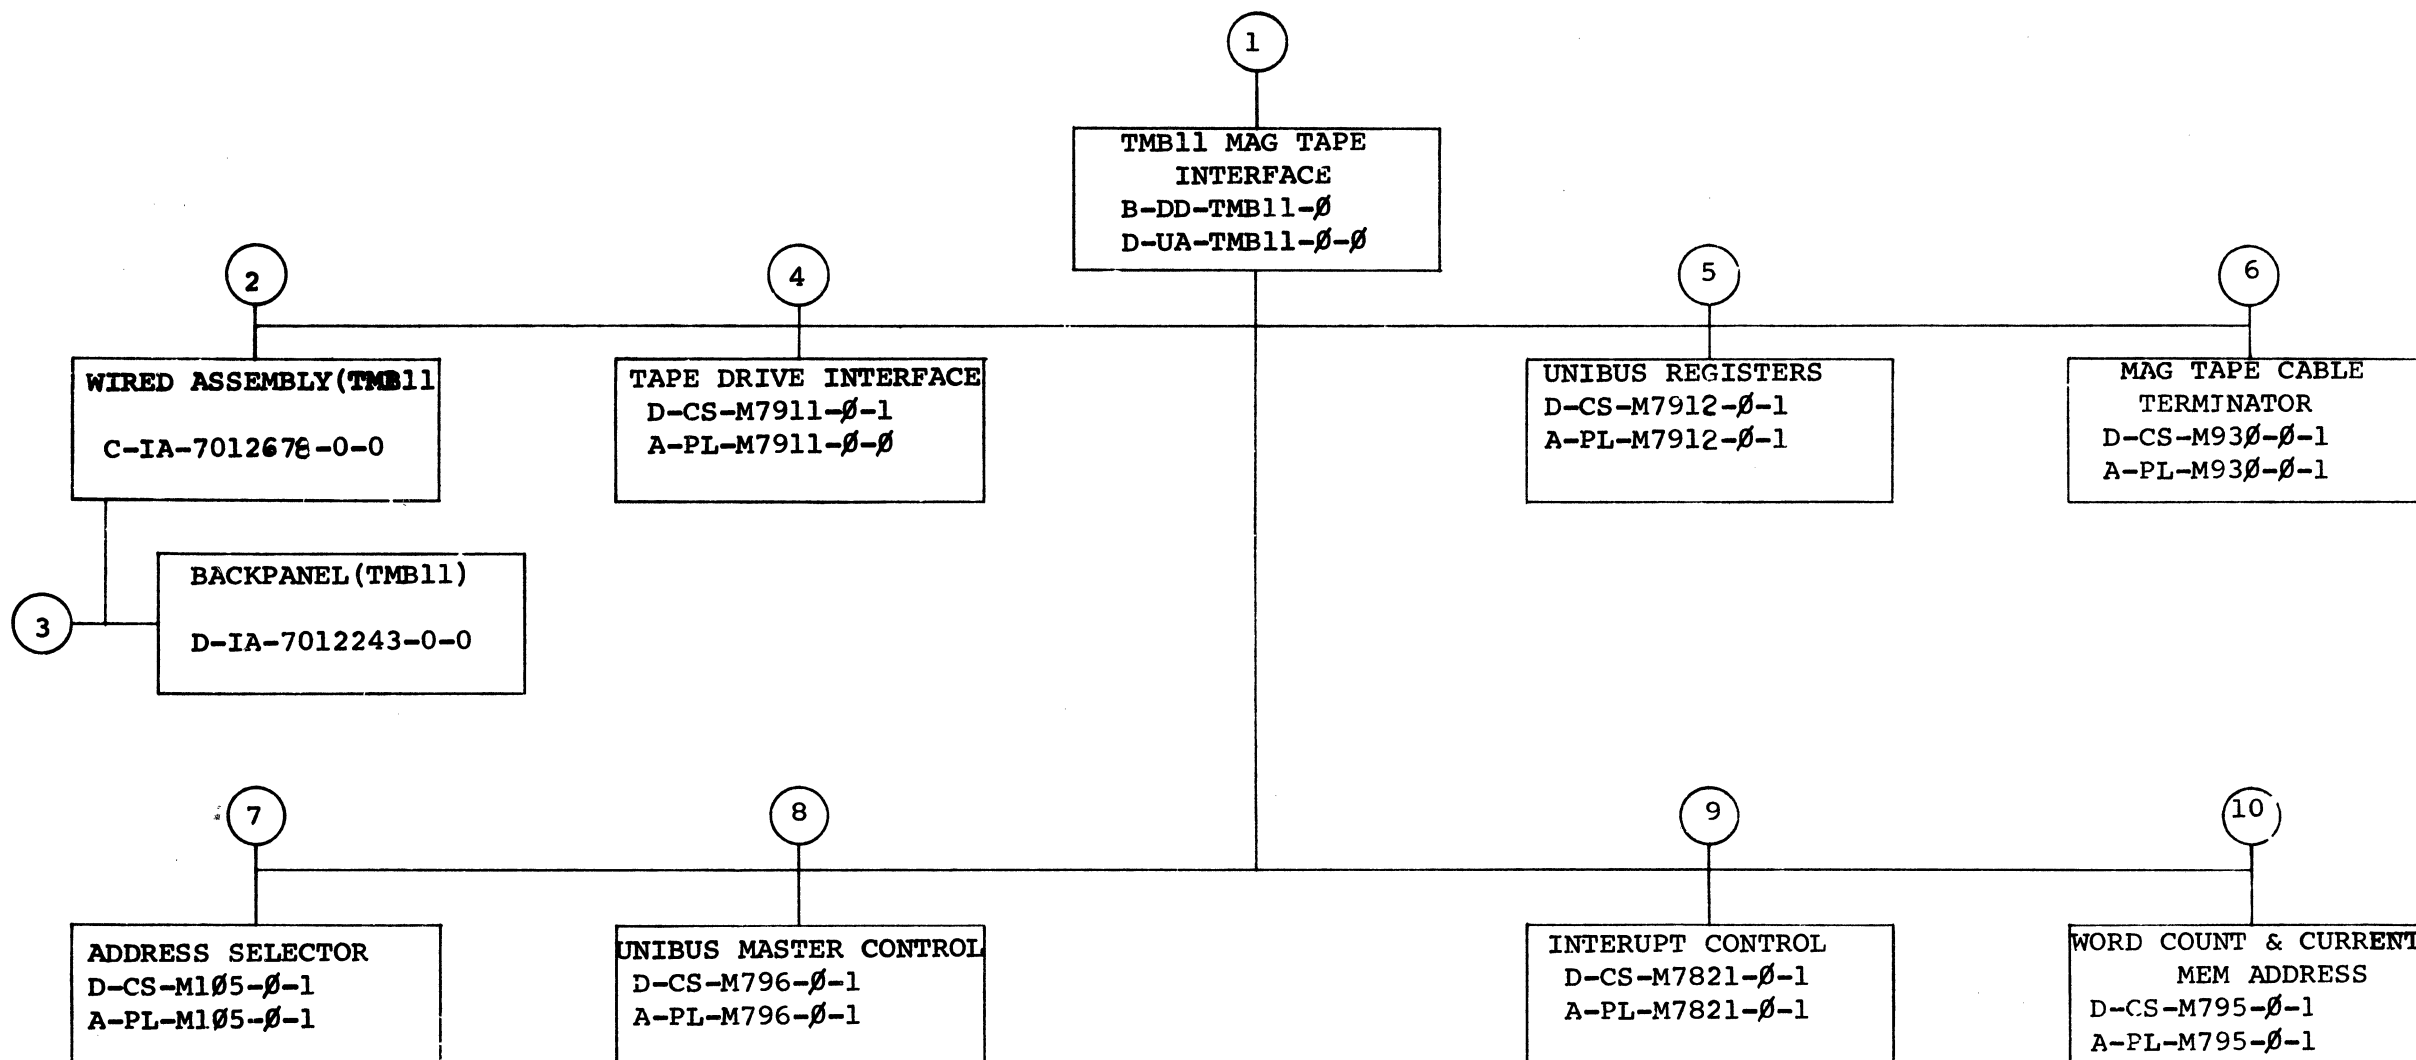 1
TMB11 MAG TAPE
INTERFACE
B-DD-TMB11-Ø
D-UA-TMB11-Ø-Ø
2
4
5
6
WIRED ASSEMBLY(TMB11
C-IA-7012678-0-0
TAPE DRIVE INTERFACE
D-CS-M7911-Ø-1
A-PL-M7911-Ø-Ø
UNIBUS REGISTERS
D-CS-M7912-Ø-1
A-PL-M7912-Ø-1
MAG TAPE CABLE
TERMINATOR
D-CS-M93Ø-Ø-1
A-PL-M93Ø-Ø-1
3
BACKPANEL(TMB11)
D-IA-7012243-0-0
7
8
9
10
ADDRESS SELECTOR
D-CS-M1Ø5-Ø-1
A-PL-M1Ø5-Ø-1
UNIBUS MASTER CONTROL
D-CS-M796-Ø-1
A-PL-M796-Ø-1
INTERUPT CONTROL
D-CS-M7821-Ø-1
A-PL-M7821-Ø-1
WORD COUNT & CURRENT
MEM ADDRESS
D-CS-M795-Ø-1
A-PL-M795-Ø-1